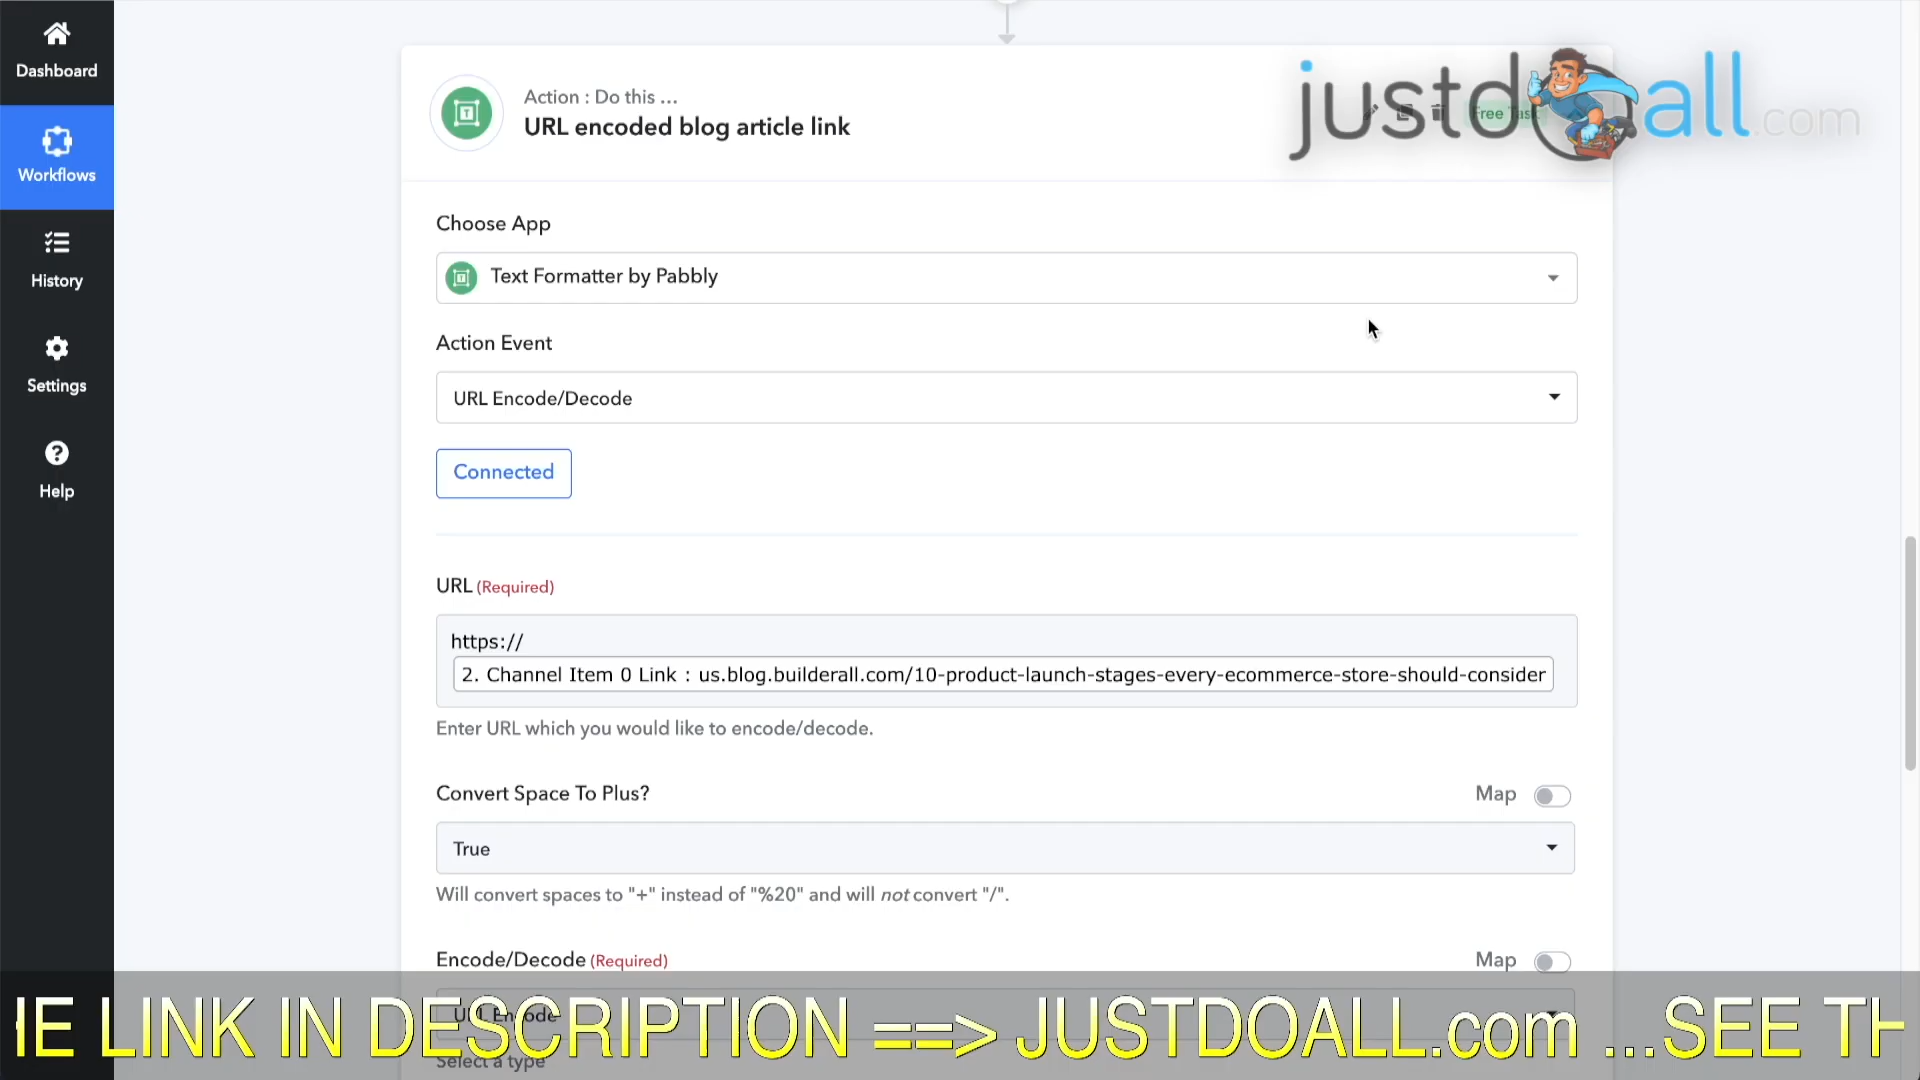 Dashboard
Workflows
History
Settings
Help
justdoall.com
Action : Do this ...
URL encoded blog article link
Free Task
Choose App
Text Formatter by Pabbly
Action Event
URL Encode/Decode
Connected
URL (Required)
https://
2. Channel Item 0 Link : us.blog.builderall.com/10-product-launch-stages-every-ecommerce-store-should-consider
Enter URL which you would like to encode/decode.
Convert Space To Plus?
Map
True
Will convert spaces to "+" instead of "%20" and will not convert "/".
Encode/Decode (Required)
Map
URL Encode
Select a type
LINK IN DESCRIPTION ==> JUSTDOALL.com ...SEE